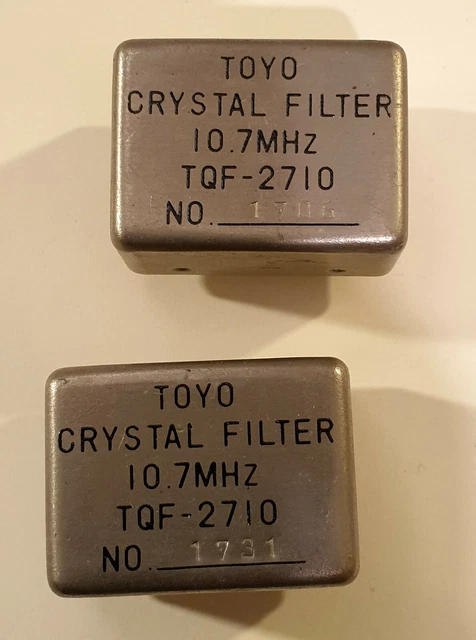 TOYO
CRYSTAL FILTER
10.7MHz
TQF-2710
NO.
TOYO
CRYSTAL FILTER
10.7MHz
TQF-2710
NO. 1731